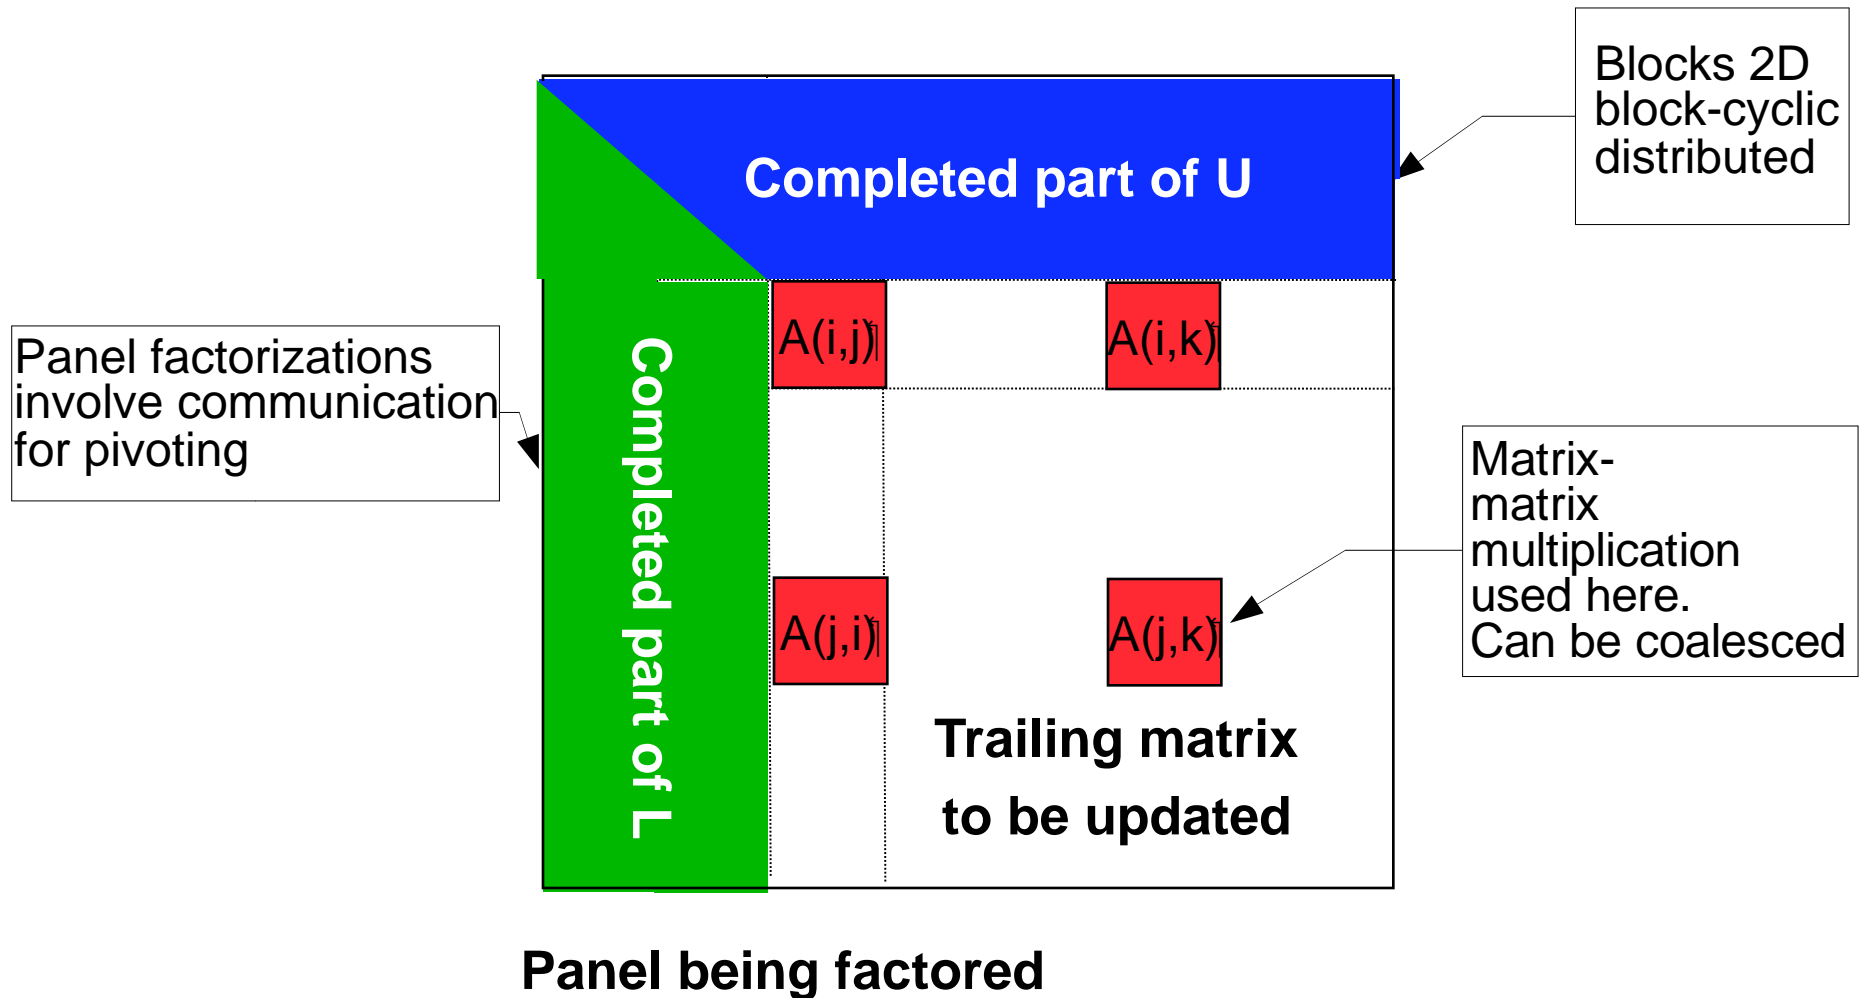 Blocks 2D
block-cyclic
distributed
Completed part of U
A(i,j)
A(i,k)
Panel factorizations
involve communication
for pivoting
Completed part of L
Matrix-
matrix
multiplication
used here.
Can be coalesced
A(j,i)
A(j,k)
Trailing matrix
to be updated
Panel being factored